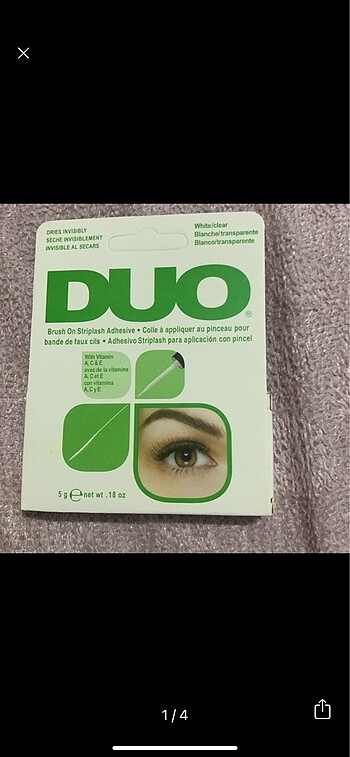 DRIES INVISIBLY
SÈCHE INVISIBLEMENT
INVISIBLE AL SECARS
White/clear
Blanche/transparente
Blanco/transparente
DUO®
Brush On Striplash Adhesive • Colle à appliquer au pinceau pour
bande de faux cils • Adhesivo Striplash para aplicación con pincel
With Vitamin
A, C & E
avec de la vitamine
A, C et E
con vitamina
A, C y E
5 g ℮ net wt .18 oz
1/4